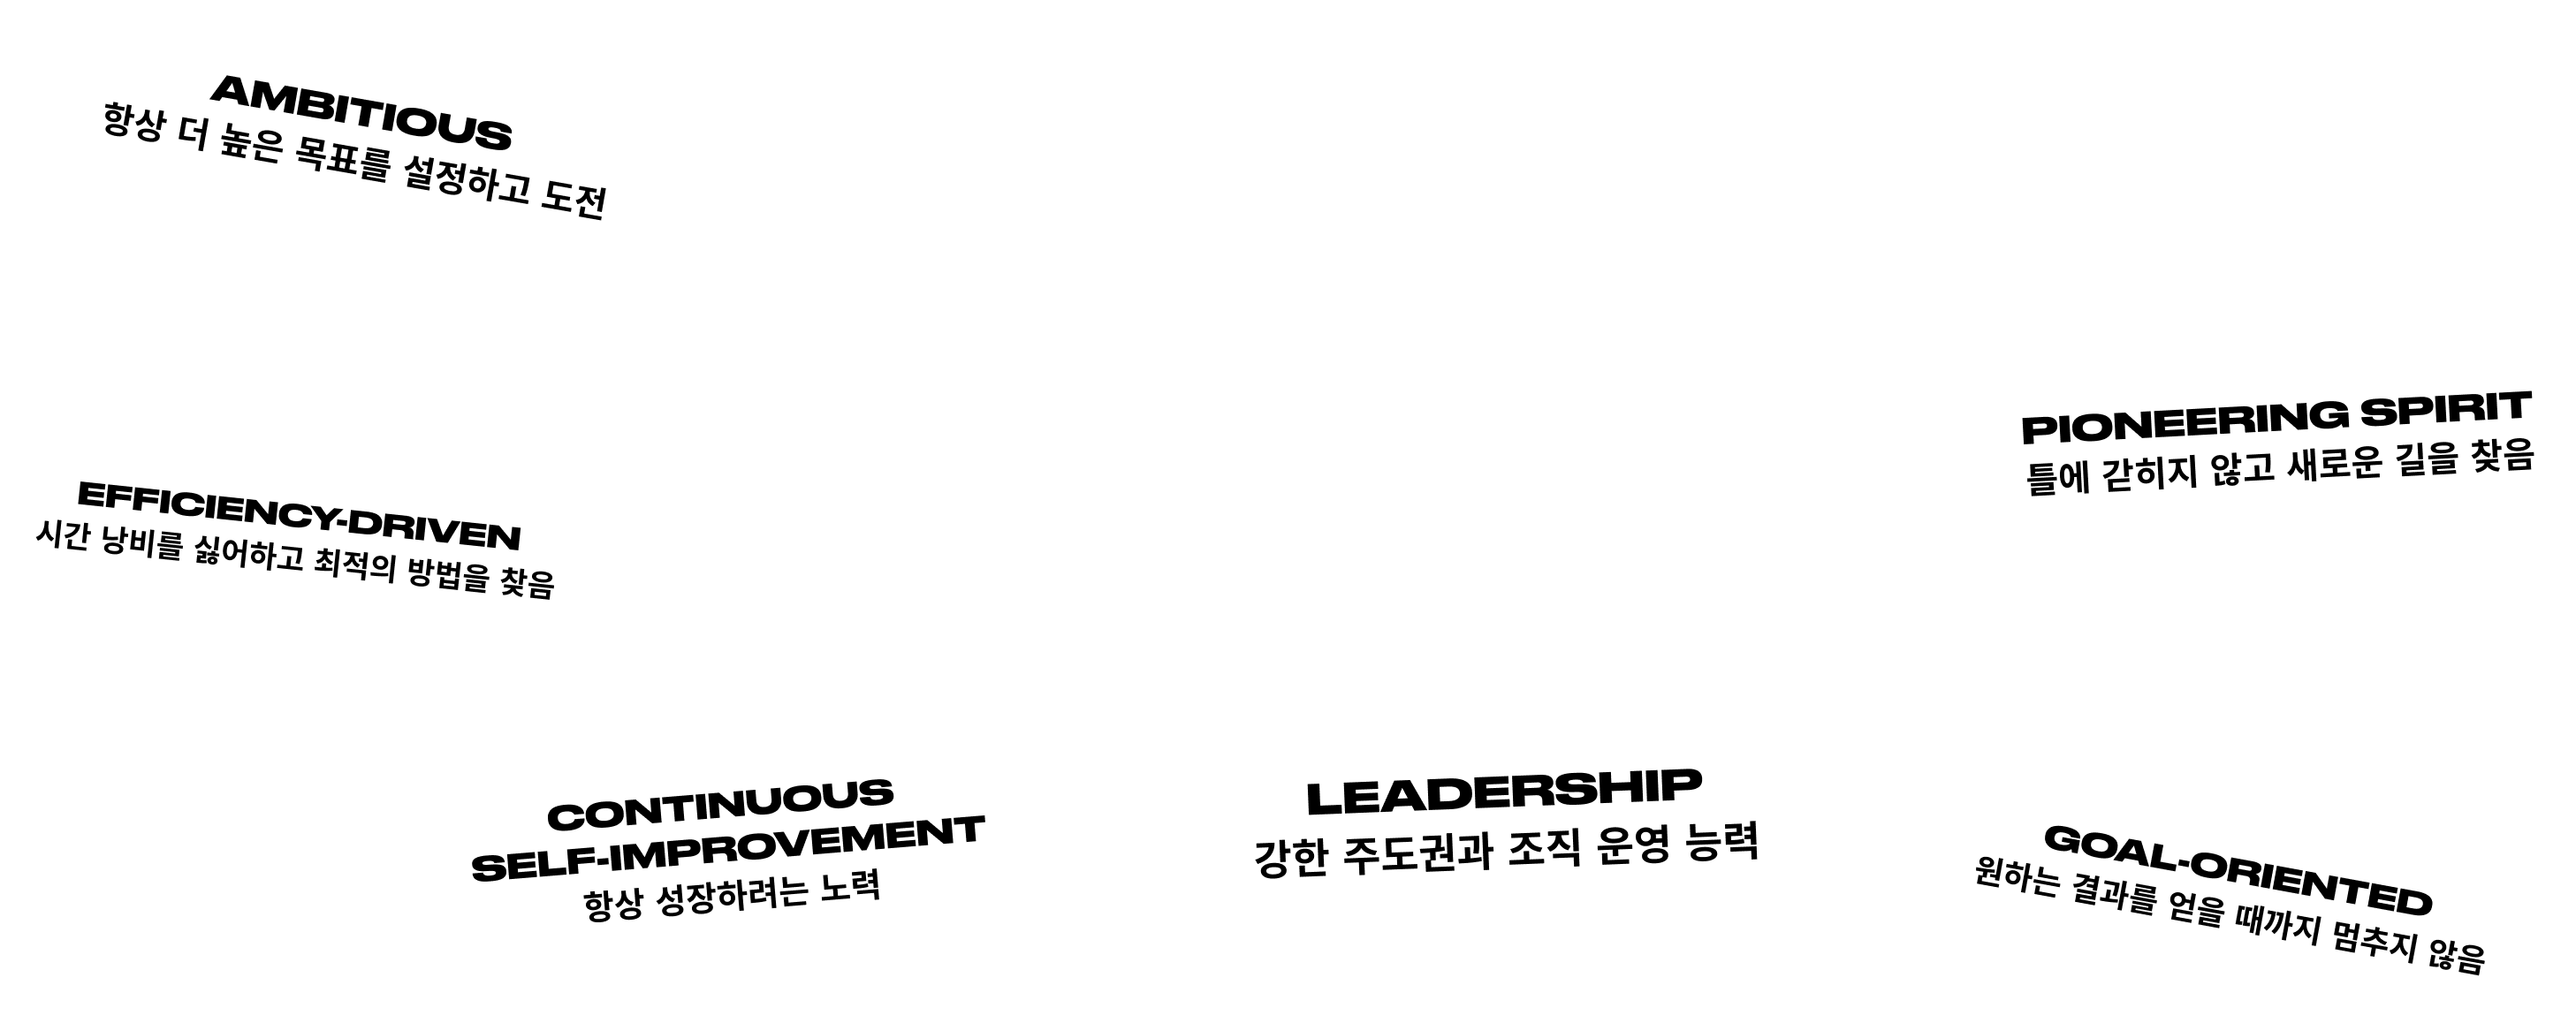 AMBITIOUS
항상 더 높은 목표를 설정하고 도전
PIONEERING SPIRIT
틀에 갇히지 않고 새로운 길을 찾음
EFFICIENCY-DRIVEN
시간 낭비를 싫어하고 최적의 방법을 찾음
CONTINUOUS
SELF-IMPROVEMENT
항상 성장하려는 노력
LEADERSHIP
강한 주도권과 조직 운영 능력
GOAL-ORIENTED
원하는 결과를 얻을 때까지 멈추지 않음